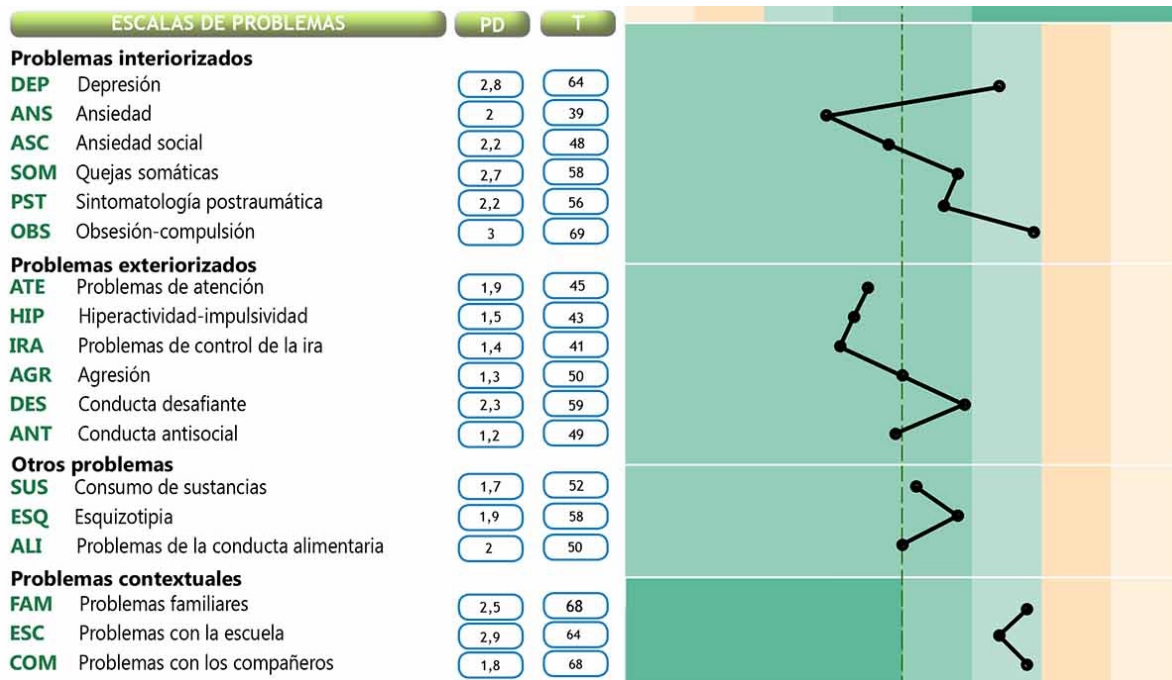 ESCALAS DE PROBLEMAS PD T
Problemas interiorizados
DEP Depresión 2,8 64
ANS Ansiedad 2 39
ASC Ansiedad social 2,2 48
SOM Quejas somáticas 2,7 58
PST Sintomatología postraumática 2,2 56
OBS Obsesión-compulsión 3 69
Problemas exteriorizados
ATE Problemas de atención 1,9 45
HIP Hiperactividad-impulsividad 1,5 43
IRA Problemas de control de la ira 1,4 41
AGR Agresión 1,3 50
DES Conducta desafiante 2,3 59
ANT Conducta antisocial 1,2 49
Otros problemas
SUS Consumo de sustancias 1,7 52
ESQ Esquizotipia 1,9 58
ALI Problemas de la conducta alimentaria 2 50
Problemas contextuales
FAM Problemas familiares 2,5 68
ESC Problemas con la escuela 2,9 64
COM Problemas con los compañeros 1,8 68